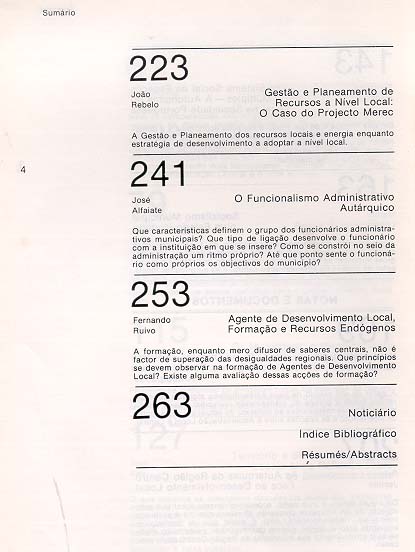 Sumário
223
João
Rebelo
Gestão e Planeamento de
Recursos a Nível Local:
O Caso do Projecto Merec
A Gestão e Planeamento dos recursos locais e energia enquanto
estratégia de desenvolvimento a adoptar a nível local.
4
241
José
Alfaiate
O Funcionalismo Administrativo
Autárquico
Que características definem o grupo dos funcionários administra-
tivos municipais? Que tipo de ligação desenvolve o funcionário
com a instituição em que se insere? Como se constrói no seio da
administração um ritmo próprio? Até que ponto sente o funcioná-
rio como próprios os objectivos do município?
253
Fernando
Ruivo
Agente de Desenvolvimento Local,
Formação e Recursos Endógenos
A formação, enquanto mero difusor de saberes centrais, não é
factor de superação das desigualdades regionais. Que princípios
se devem observar na formação de Agentes de Desenvolvimento
Local? Existe alguma avaliação dessas acções de formação?
263
Noticiário
Indice Bibliográfico
Résumés/Abstracts